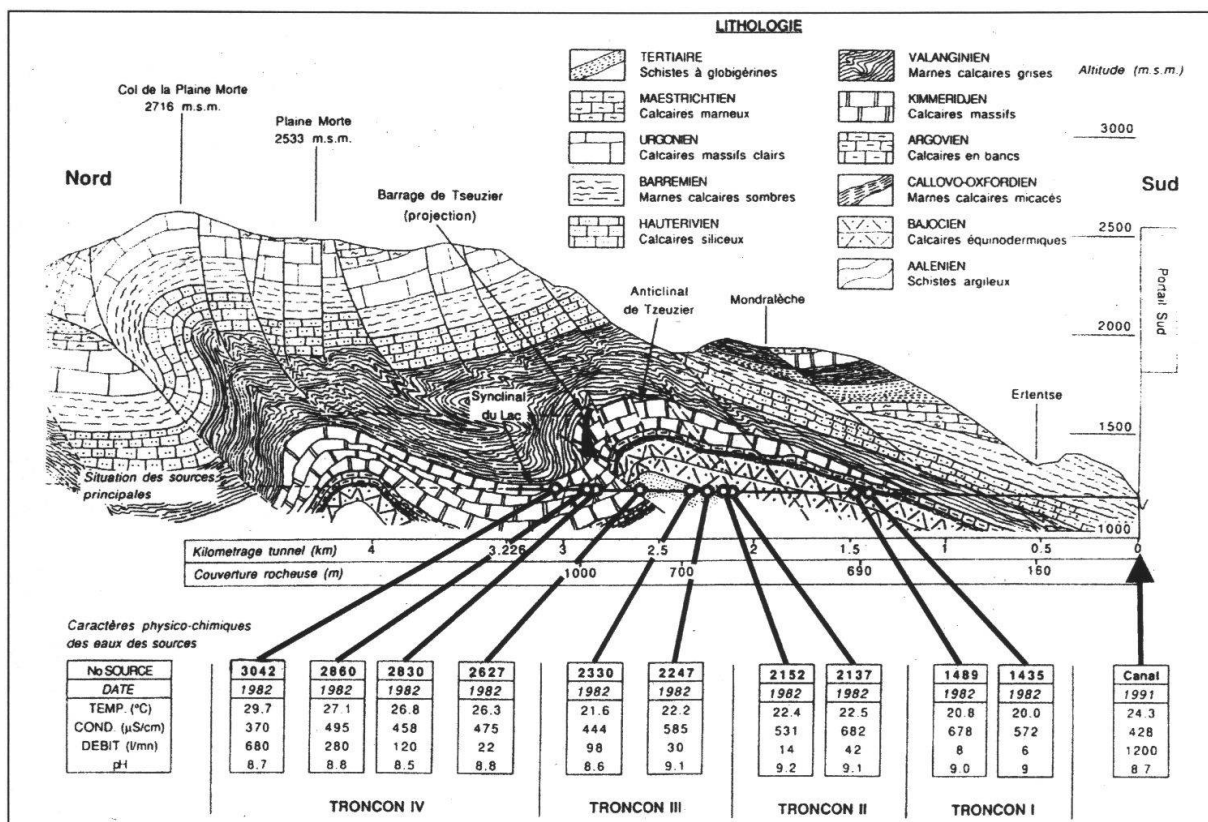 LITHOLOGIE
TERTIAIRE
Schistes à globigérines
MAESTRICHTIEN
Calcaires marneux
URGONIEN
Calcaires massifs clairs
BARREMIEN
Marnes calcaires sombres
HAUTERIVIEN
Calcaires siliceux
VALANGINIEN
Marnes calcaires grises
KIMMERIDJEN
Calcaires massifs
ARGOVIEN
Calcaires en bancs
CALLOVO-OXFORDIEN
Marnes calcaires micacés
BAJOCIEN
Calcaires équinodermiques
AALENIEN
Schistes argileux
Altitude (m.s.m.)
3000
2500
2000
1500
1000
Col de la Plaine Morte
2716 m.s.m.
Plaine Morte
2533 m.s.m.
Nord
Sud
Barrage de Tseuzier
(projection)
Anticlinal
de Tzeuzier
Mondralèche
Portail Sud
Ertentse
Synclinal
du Lac
Situation des sources
principales
Kilometrage tunnel (km) 4 3.226 3 2.5 2 1.5 1 0.5 0
Couverture rocheuse (m) 1000 700 690 160
Caractères physico-chimiques
des eaux des sources
No SOURCE 3042 2860 2830 2627 2330 2247 2152 2137 1489 1435 Canal
DATE 1982 1982 1982 1982 1982 1982 1982 1982 1982 1982 1991
TEMP. (°C) 29.7 27.1 26.8 26.3 21.6 22.2 22.4 22.5 20.8 20.0 24.3
COND. (µS/cm) 370 495 458 475 444 585 531 682 678 572 428
DEBIT (l/mn) 680 280 120 22 98 30 14 42 8 6 1200
pH 8.7 8.8 8.5 8.8 8.6 9.1 9.2 9.1 9.0 9 8.7
TRONCON IV TRONCON III TRONCON II TRONCON I